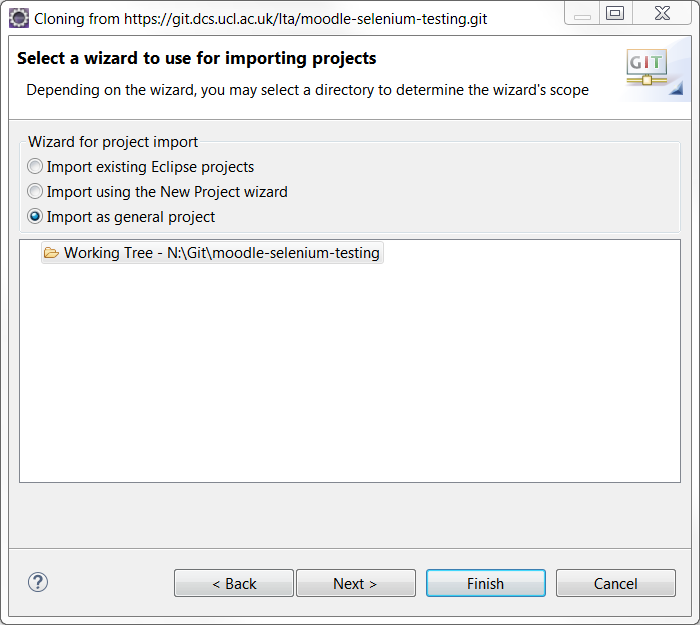 Cloning from https://git.dcs.ucl.ac.uk/lta/moodle-selenium-testing.git
Select a wizard to use for importing projects
Depending on the wizard, you may select a directory to determine the wizard's scope
GIT
Wizard for project import
Import existing Eclipse projects
Import using the New Project wizard
Import as general project
Working Tree - N:\Git\moodle-selenium-testing
?
< Back
Next >
Finish
Cancel